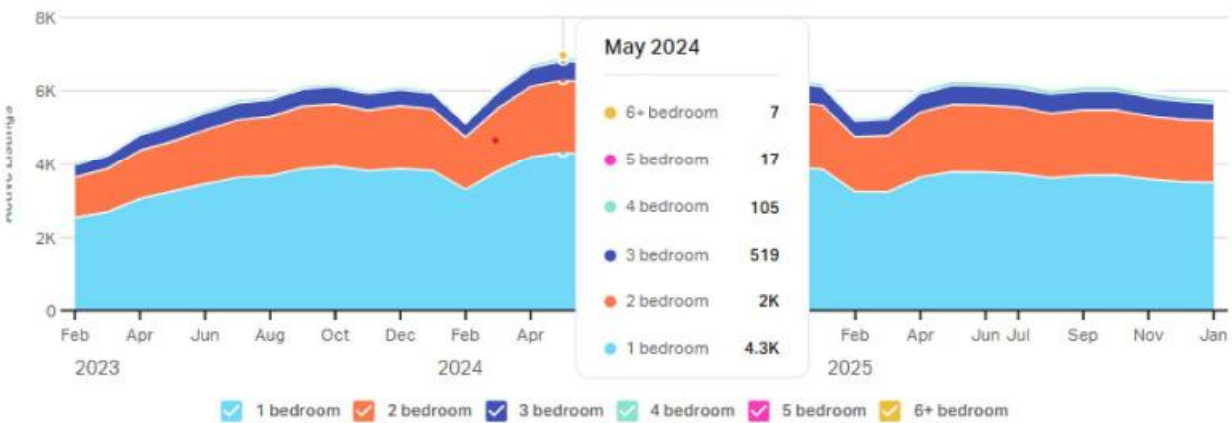 8K
6K
4K
2K
0
Active Listings
May 2024
6+ bedroom 7
5 bedroom 17
4 bedroom 105
3 bedroom 519
2 bedroom 2K
1 bedroom 4.3K
Feb Apr Jun Aug Oct Dec Feb Apr Feb Apr Jun Jul Sep Nov Jan
2023 2024 2025
1 bedroom 2 bedroom 3 bedroom 4 bedroom 5 bedroom 6+ bedroom